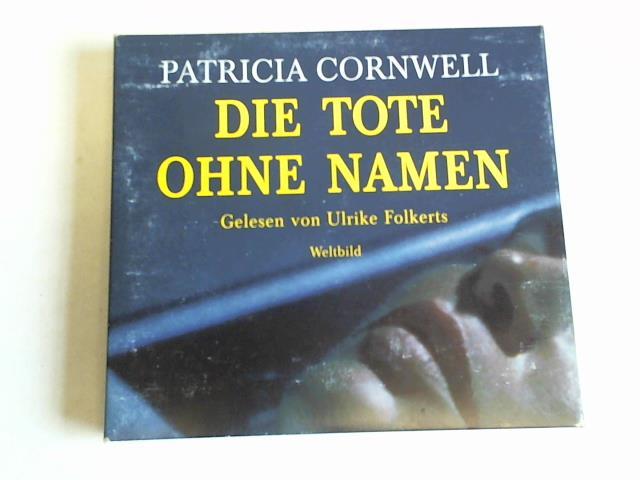 PATRICIA CORNWELL
DIE TOTE
OHNE NAMEN
Gelesen von Ulrike Folkerts
Weltbild